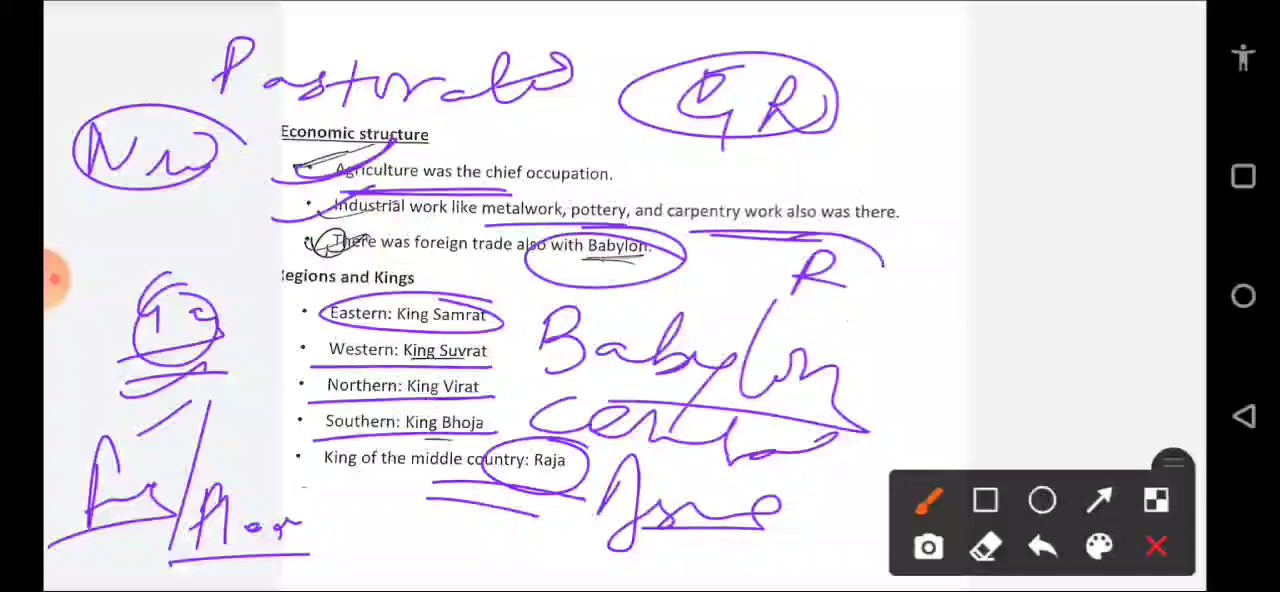 Pastoral
GR
NW
Economic structure
• Agriculture was the chief occupation.
• Industrial work like metalwork, pottery, and carpentry work also was there.
There was foreign trade also with Babylon.
R
Regions and Kings
• Eastern: King Samrat
• Western: King Suvrat
• Northern: King Virat
• Southern: King Bhoja
• King of the middle country: Raja
Babylon